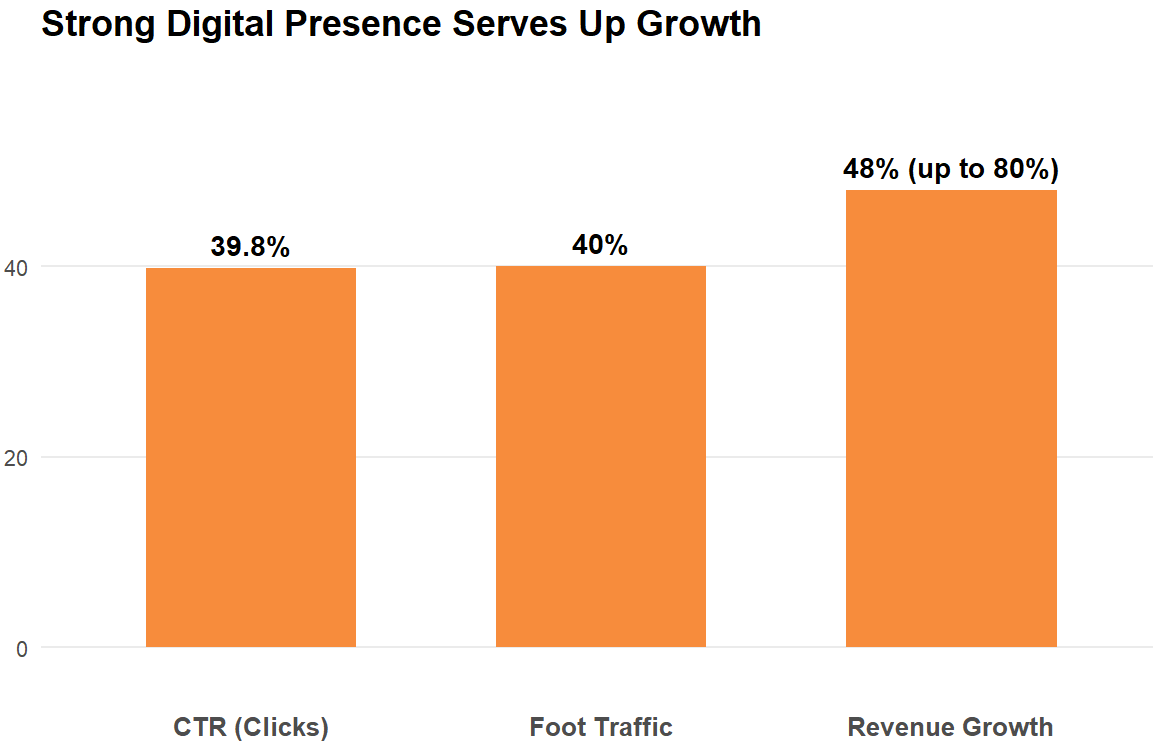 Strong Digital Presence Serves Up Growth
48% (up to 80%)
39.8%
40%
40
20
0
CTR (Clicks)
Foot Traffic
Revenue Growth